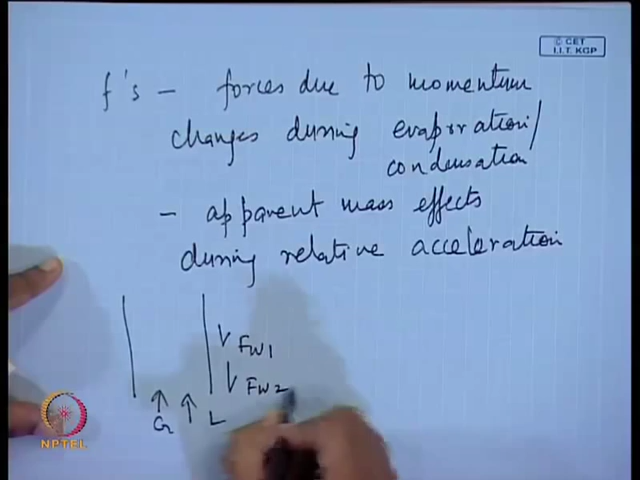 © CET
I.I.T. KGP
f's — forces due to momentum
changes during evaporation/
condensation
— apparent mass effects
during relative acceleration
FW1
FW2
G
L
NPTEL